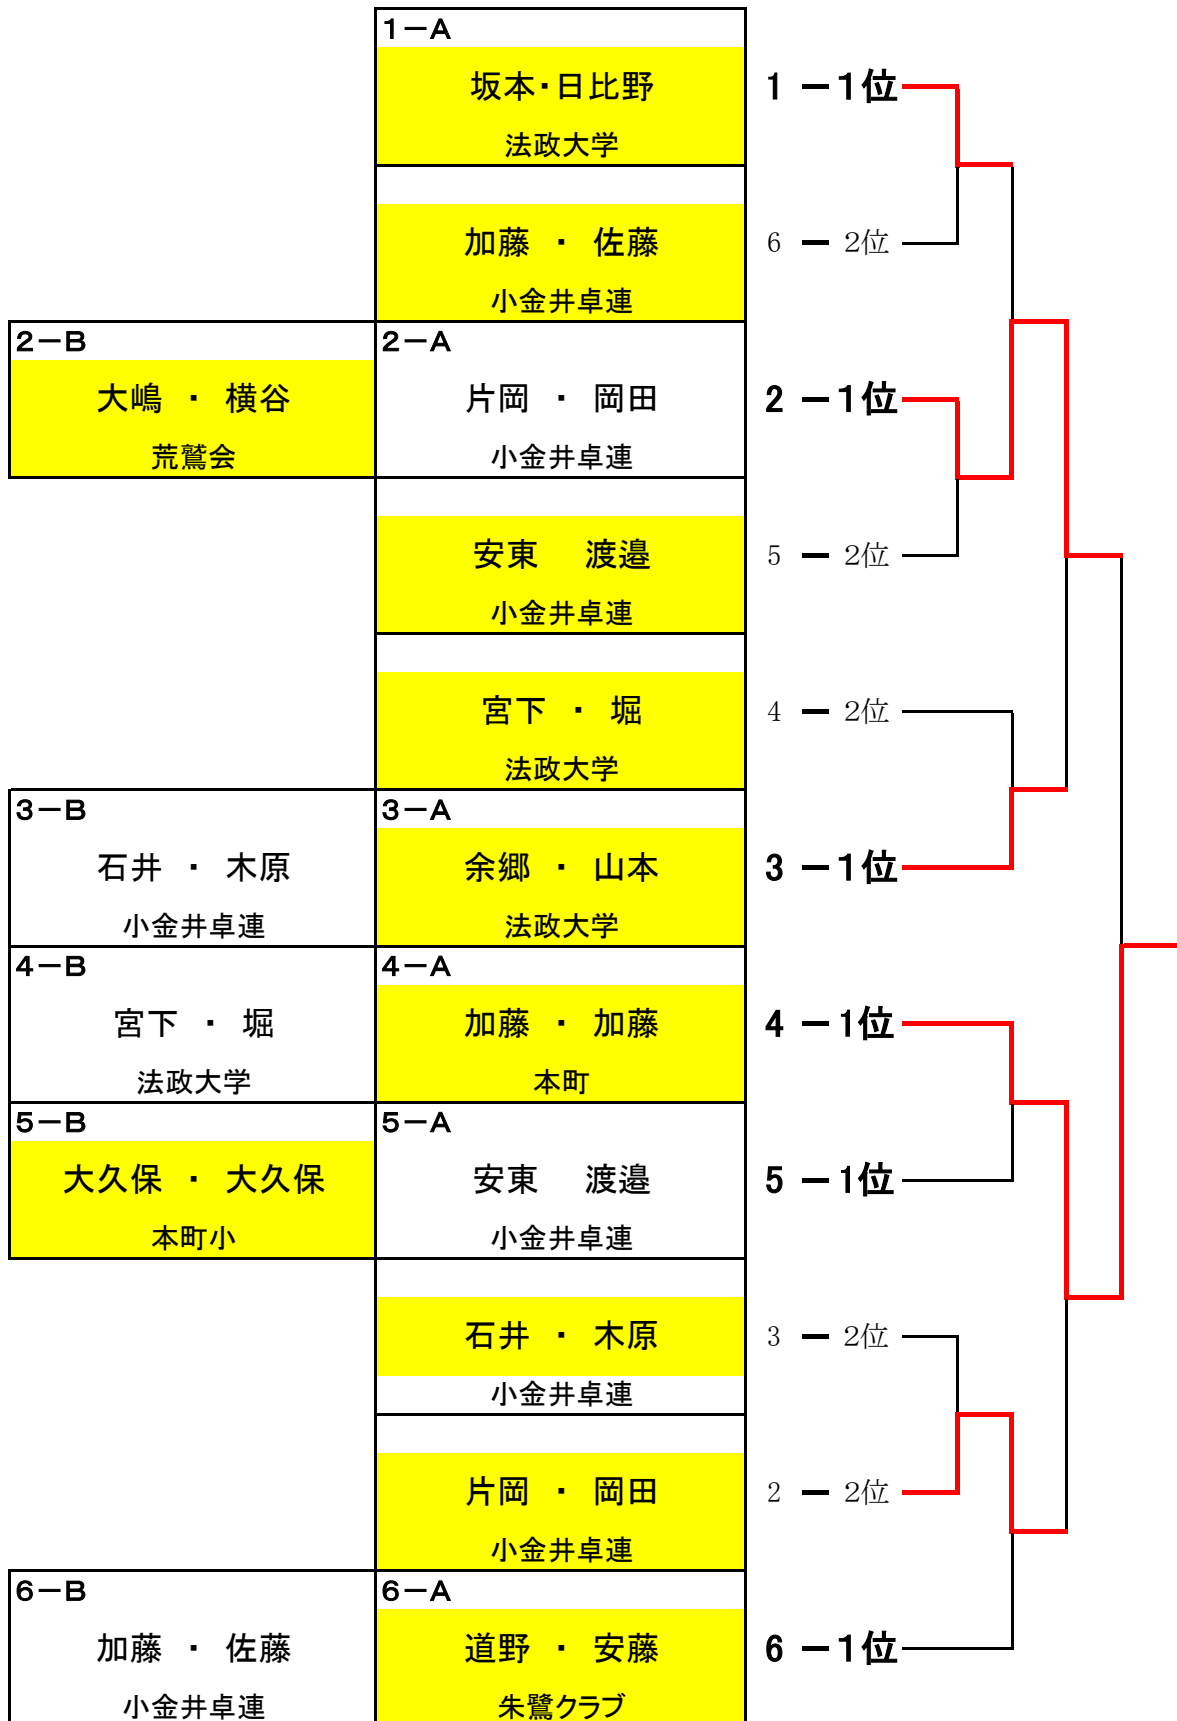 1－A
坂本・日比野
1 － 1位
法政大学
加藤 ・ 佐藤
6 － 2位
小金井卓連
2－B 2－A
大嶋 ・ 横谷 片岡 ・ 岡田
2 － 1位
荒鷲会 小金井卓連
安東 渡邉
5 － 2位
小金井卓連
宮下 ・ 堀
4 － 2位
法政大学
3－B 3－A
石井 ・ 木原 余郷 ・ 山本
3 － 1位
小金井卓連 法政大学
4－B 4－A
宮下 ・ 堀 加藤 ・ 加藤
4 － 1位
法政大学 本町
5－B 5－A
大久保 ・ 大久保 安東 渡邉
5 － 1位
本町小 小金井卓連
石井 ・ 木原
3 － 2位
小金井卓連
片岡 ・ 岡田
2 － 2位
小金井卓連
6－B 6－A
加藤 ・ 佐藤 道野 ・ 安藤
6 － 1位
小金井卓連 朱鷺クラブ